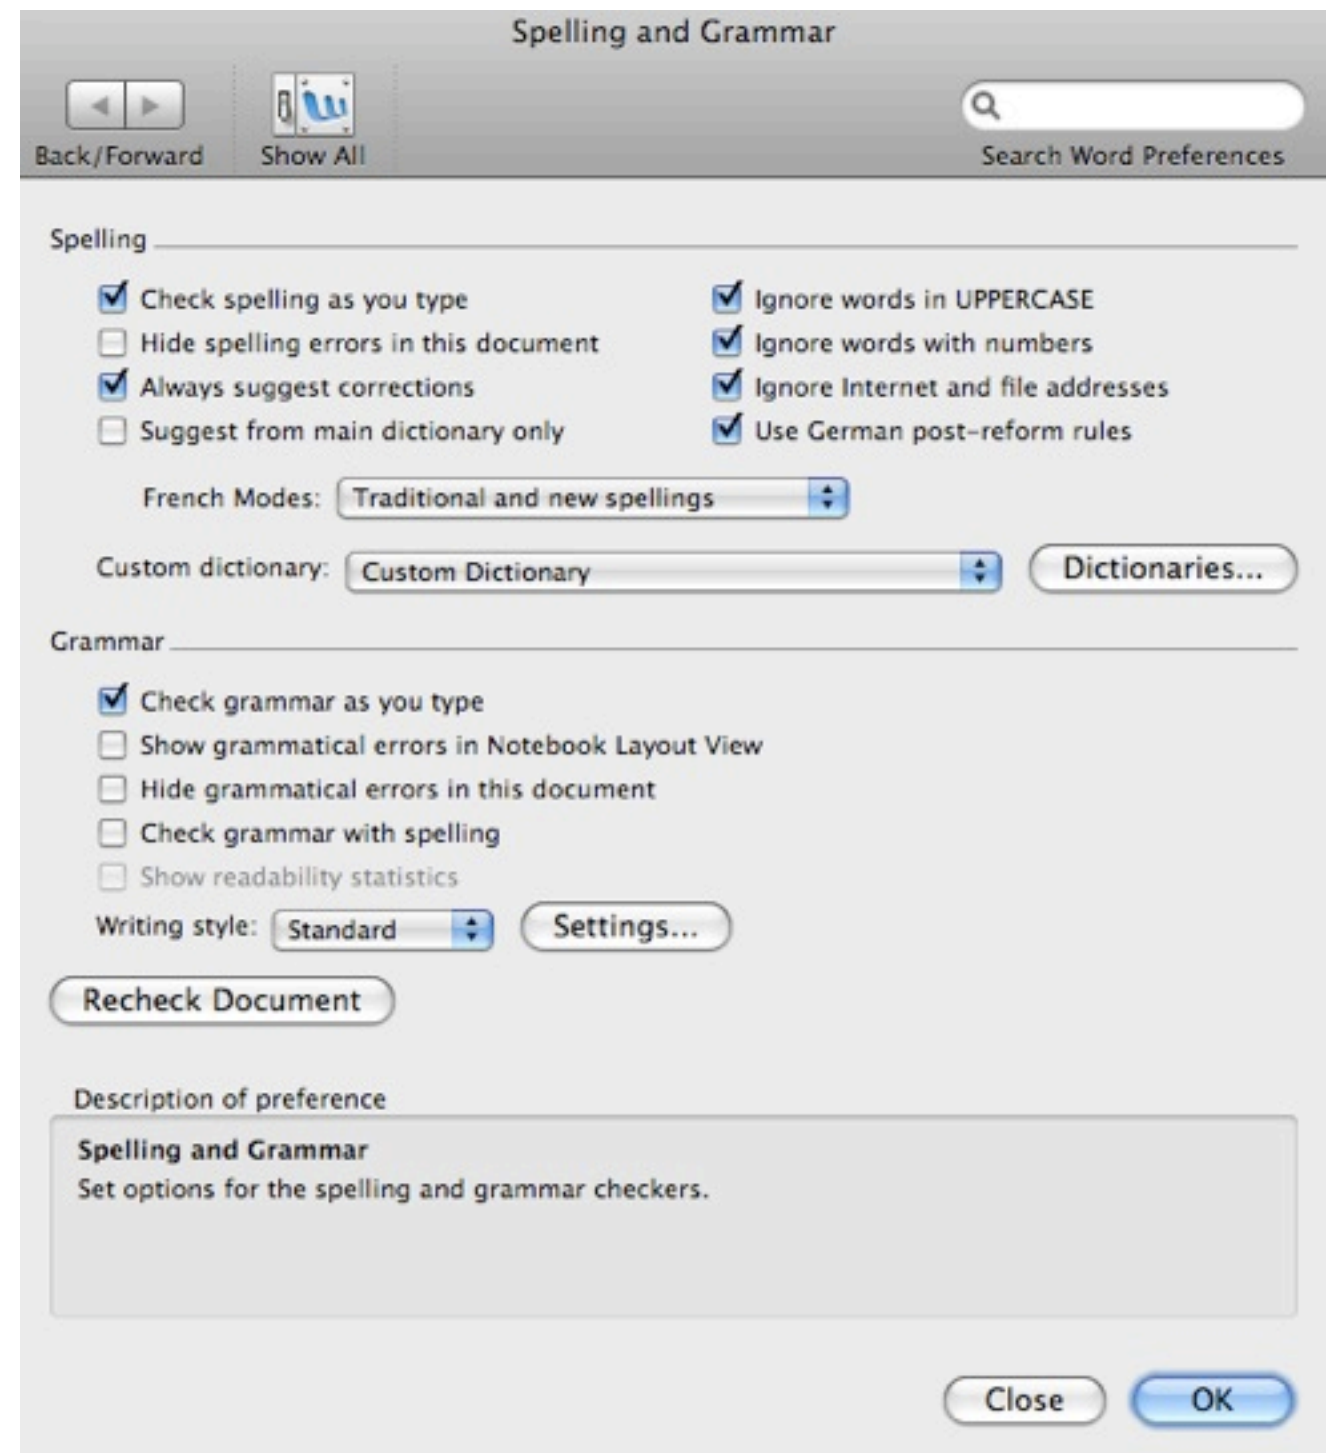 Spelling and Grammar
Back/Forward
Show All
Search Word Preferences
Spelling
Check spelling as you type
Ignore words in UPPERCASE
Hide spelling errors in this document
Ignore words with numbers
Always suggest corrections
Ignore Internet and file addresses
Suggest from main dictionary only
Use German post-reform rules
French Modes: Traditional and new spellings
Custom dictionary: Custom Dictionary
Dictionaries...
Grammar
Check grammar as you type
Show grammatical errors in Notebook Layout View
Hide grammatical errors in this document
Check grammar with spelling
Show readability statistics
Writing style: Standard
Settings...
Recheck Document
Description of preference
Spelling and Grammar
Set options for the spelling and grammar checkers.
Close
OK